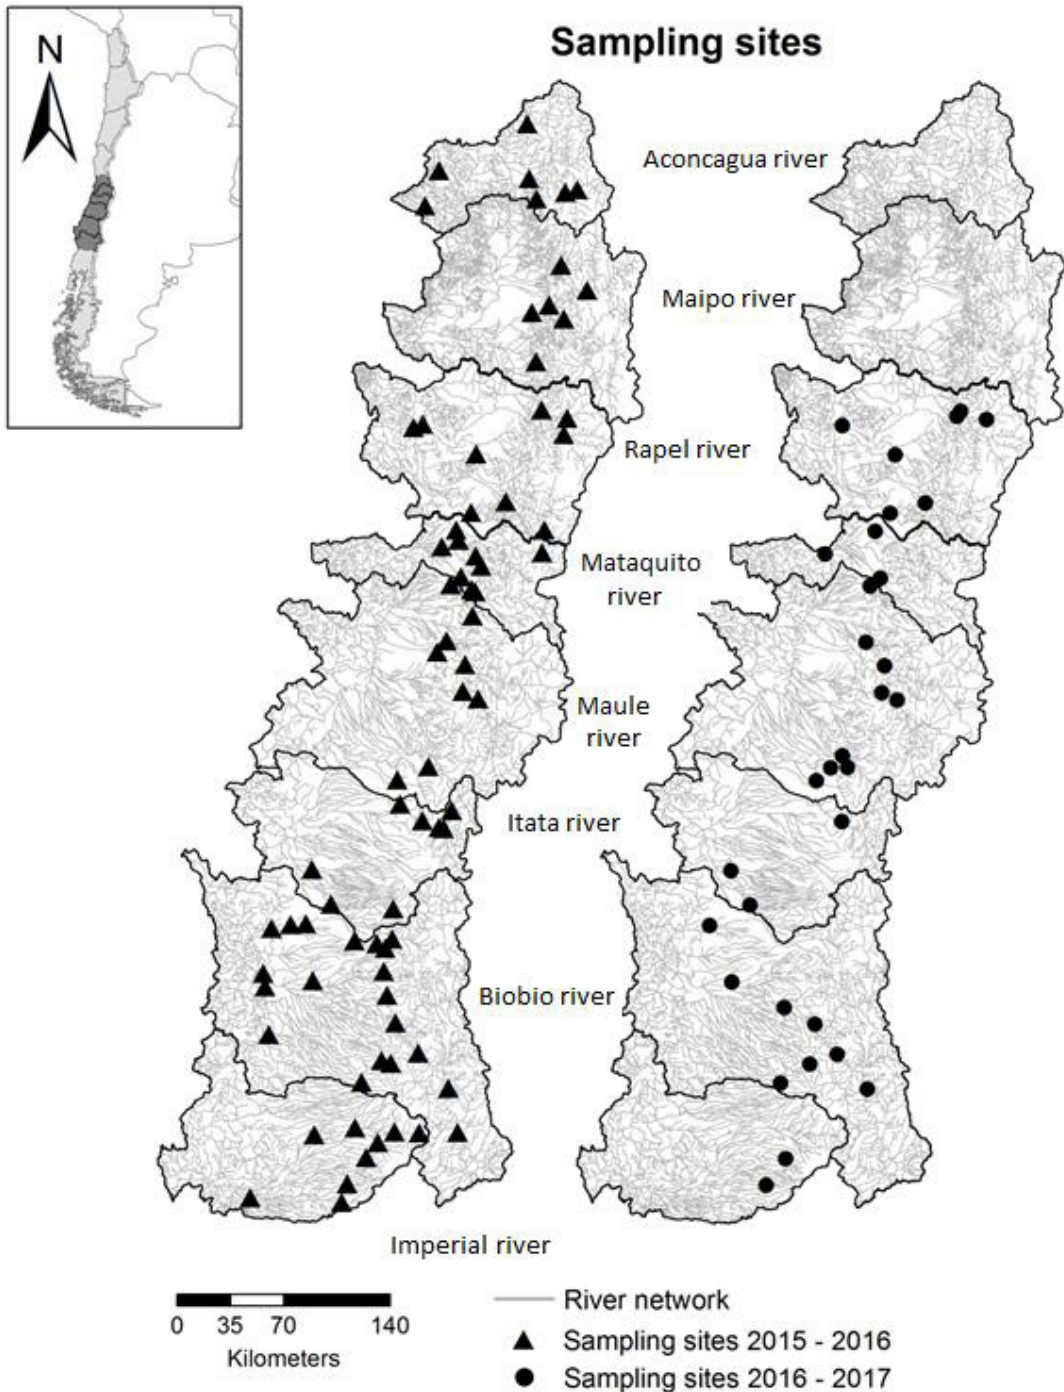 N
Sampling sites
Aconcagua river
Maipo river
Rapel river
Mataquito
river
Maule
river
Itata river
Biobio river
Imperial river
0 35 70 140
Kilometers
River network
Sampling sites 2015 - 2016
Sampling sites 2016 - 2017